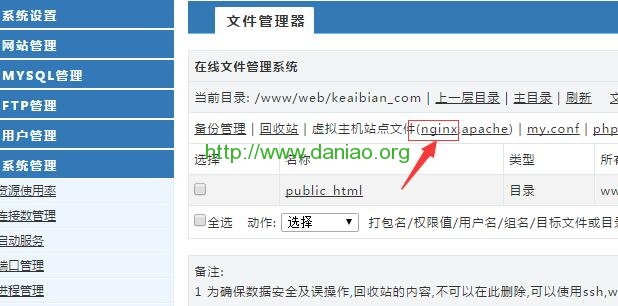 系统设置
网站管理
MYSQL管理
FTP管理
用户管理
系统管理
资源使用率
连接数管理
启动服务
端口管理
进程管理
文件管理器
在线文件管理系统
当前目录: /www/web/keaibian_com | 上一层目录 | 主目录 | 刷新
备份管理 | 回收站 | 虚拟主机站点文件(nginx,apache) | my.conf | php
http://www.daniao.org
选择 名称 类型 所有
public_html 目录 ww
全选 动作: 选择 打包名/权限值/用户名/组名/目标文件或目录
备注:
1 为确保数据安全及误操作,回收站的内容,不可以在此删除,可以使用ssh,w